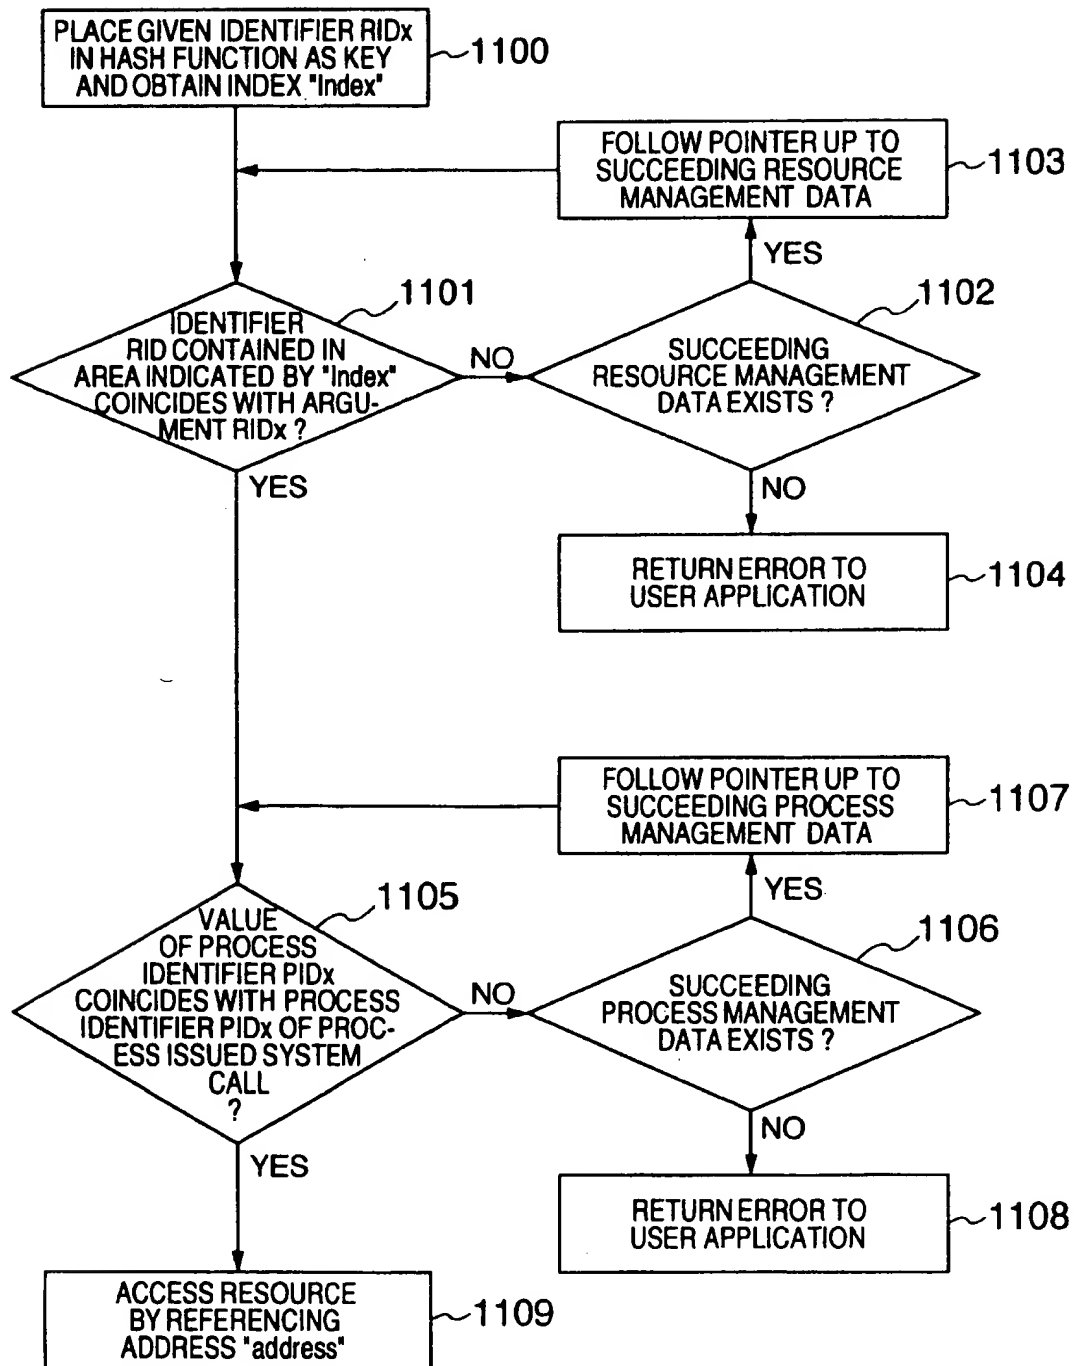 PLACE GIVEN IDENTIFIER RIDx
IN HASH FUNCTION AS KEY
AND OBTAIN INDEX "Index"
1100
FOLLOW POINTER UP TO
SUCCEEDING RESOURCE
MANAGEMENT DATA
1103
YES
1101
IDENTIFIER
RID CONTAINED IN
AREA INDICATED BY "Index"
COINCIDES WITH ARGU-
MENT RIDx ?
NO
1102
SUCCEEDING
RESOURCE MANAGEMENT
DATA EXISTS ?
YES
NO
RETURN ERROR TO
USER APPLICATION
1104
FOLLOW POINTER UP TO
SUCCEEDING PROCESS
MANAGEMENT DATA
1107
YES
1105
VALUE
OF PROCESS
IDENTIFIER PIDx
COINCIDES WITH PROCESS
IDENTIFIER PIDx OF PROC-
ESS ISSUED SYSTEM
CALL
?
NO
1106
SUCCEEDING
PROCESS MANAGEMENT
DATA EXISTS ?
YES
NO
RETURN ERROR TO
USER APPLICATION
1108
ACCESS RESOURCE
BY REFERENCING
ADDRESS "address"
1109